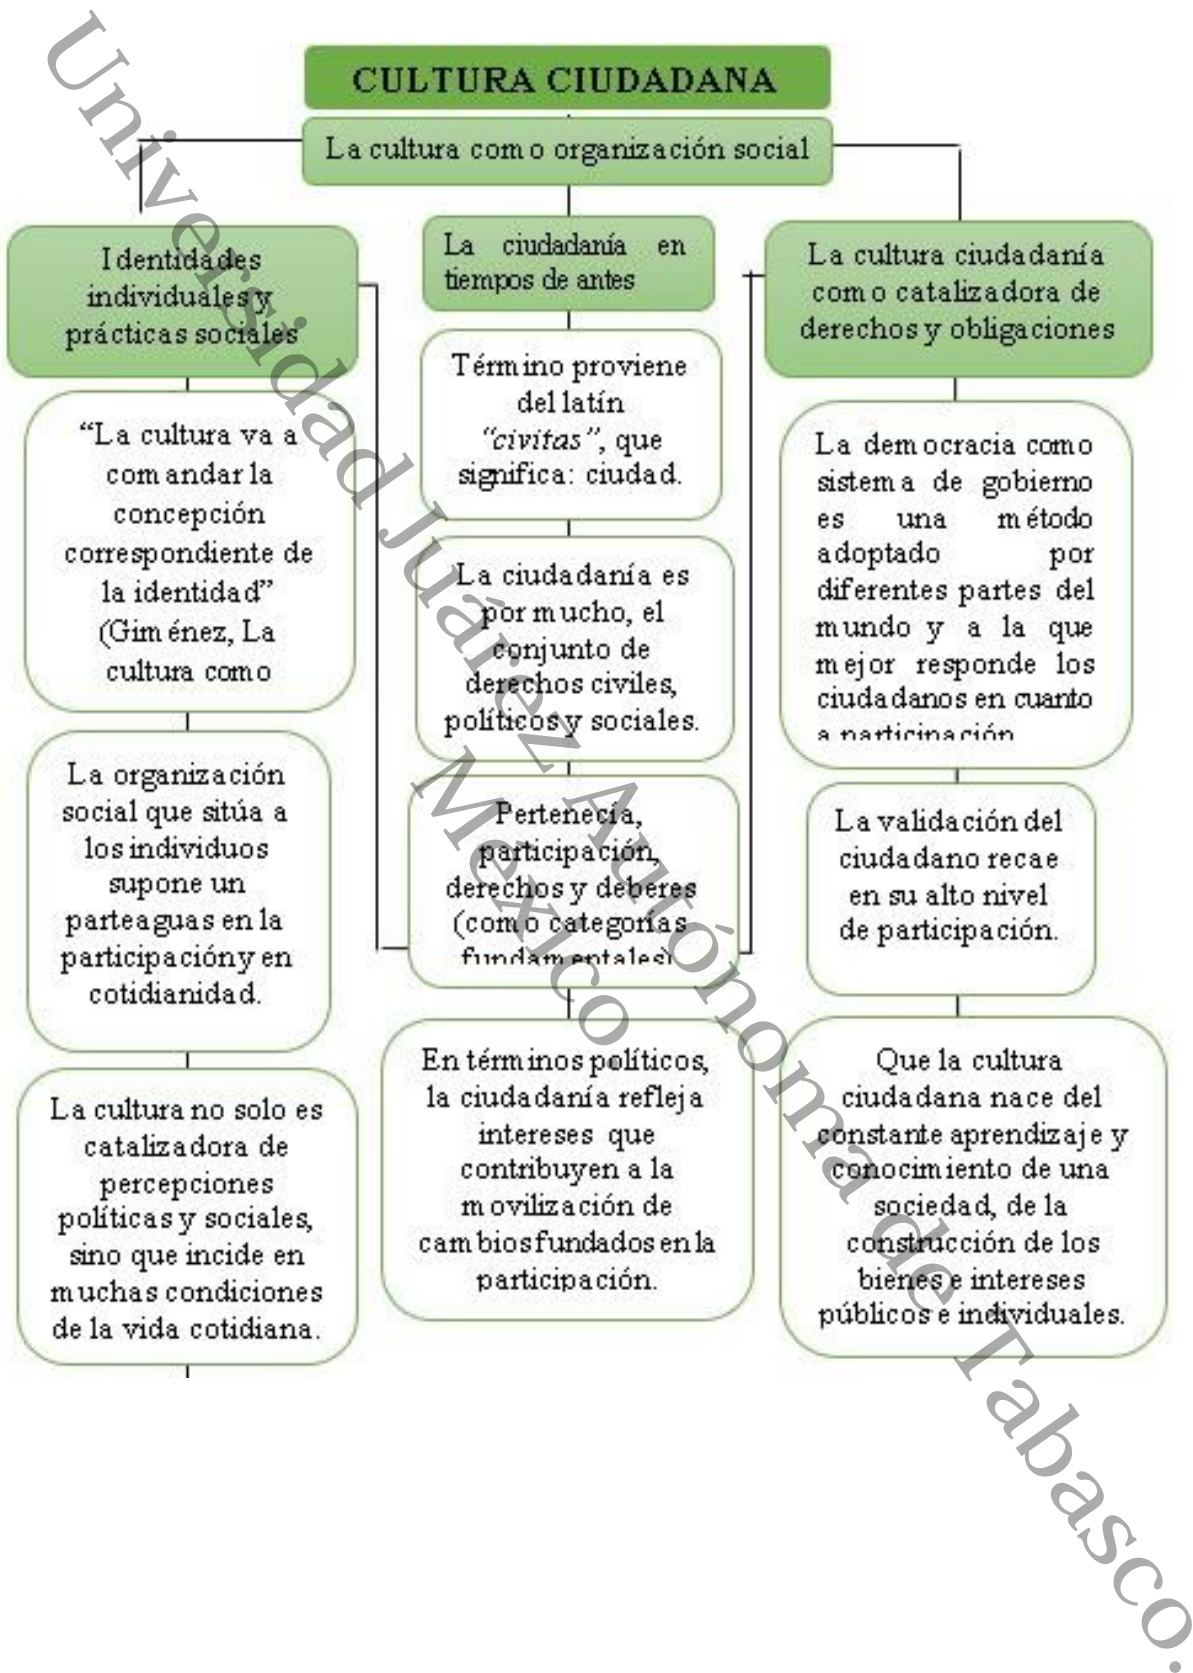 CULTURA CIUDADANA
La cultura como organización social
Identidades
individuales y
prácticas sociales
“La cultura va a
comandar la
concepción
correspondiente de
la identidad”
(Giménez, La
cultura como
La organización
social que sitúa a
los individuos
supone un
parteaguas en la
participación y en
cotidianidad.
La cultura no solo es
catalizadora de
percepciones
políticas y sociales,
sino que incide en
muchas condiciones
de la vida cotidiana.
La ciudadanía en
tiempos de antes
Término proviene
del latín
“civitas”, que
significa: ciudad.
La ciudadanía es
por mucho, el
conjunto de
derechos civiles,
políticos y sociales.
Pertenecía,
participación,
derechos y deberes
(como categorías
fundamentales)
En términos políticos,
la ciudadanía refleja
intereses que
contribuyen a la
movilización de
cambios fundados en la
participación.
La cultura ciudadanía
como catalizadora de
derechos y obligaciones
La democracia como
sistema de gobierno
es una método
adoptado por
diferentes partes del
mundo y a la que
mejor responde los
ciudadanos en cuanto
a participación
La validación del
ciudadano recae
en su alto nivel
de participación.
Que la cultura
ciudadana nace del
constante aprendizaje y
conocimiento de una
sociedad, de la
construcción de los
bienes e intereses
públicos e individuales.
Universidad Juárez Autónoma de Tabasco.
México